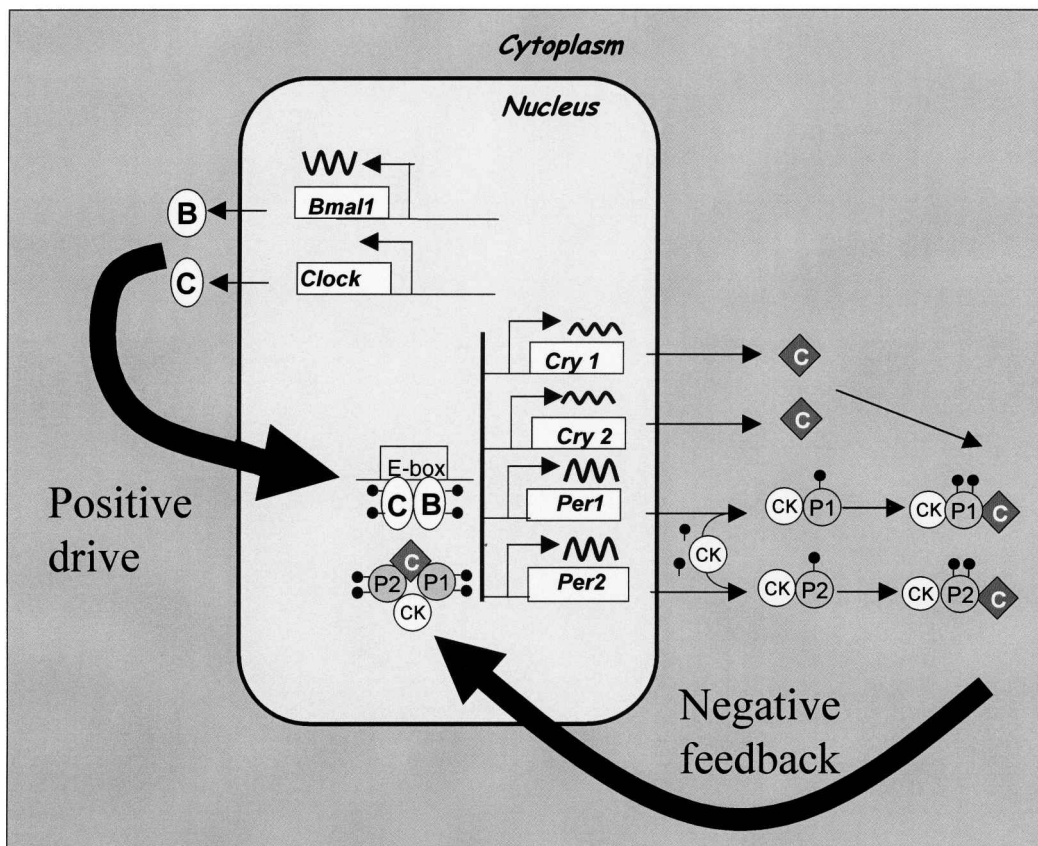 Cytoplasm
Nucleus
Bmal1
B
Clock
C
Cry 1
C
Cry 2
C
E-box
C B
Per1
CK P1
CK P1 C
Positive
drive
C
P2 P1
CK
Per2
CK
CK P2
CK P2 C
Negative
feedback